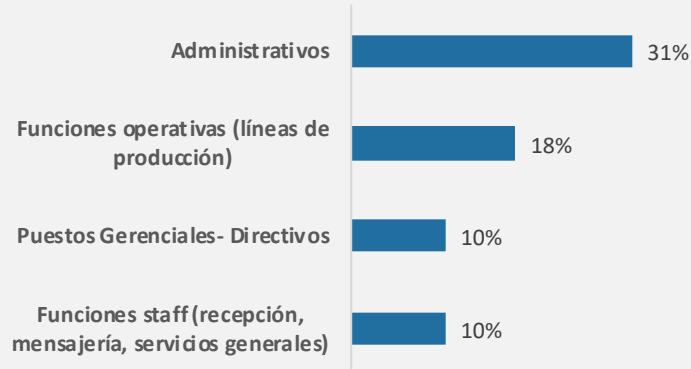 Administrativos
31%
Funciones operativas (líneas de
producción)
18%
Puestos Gerenciales- Directivos
10%
Funciones staff (recepción,
mensajería, servicios generales)
10%